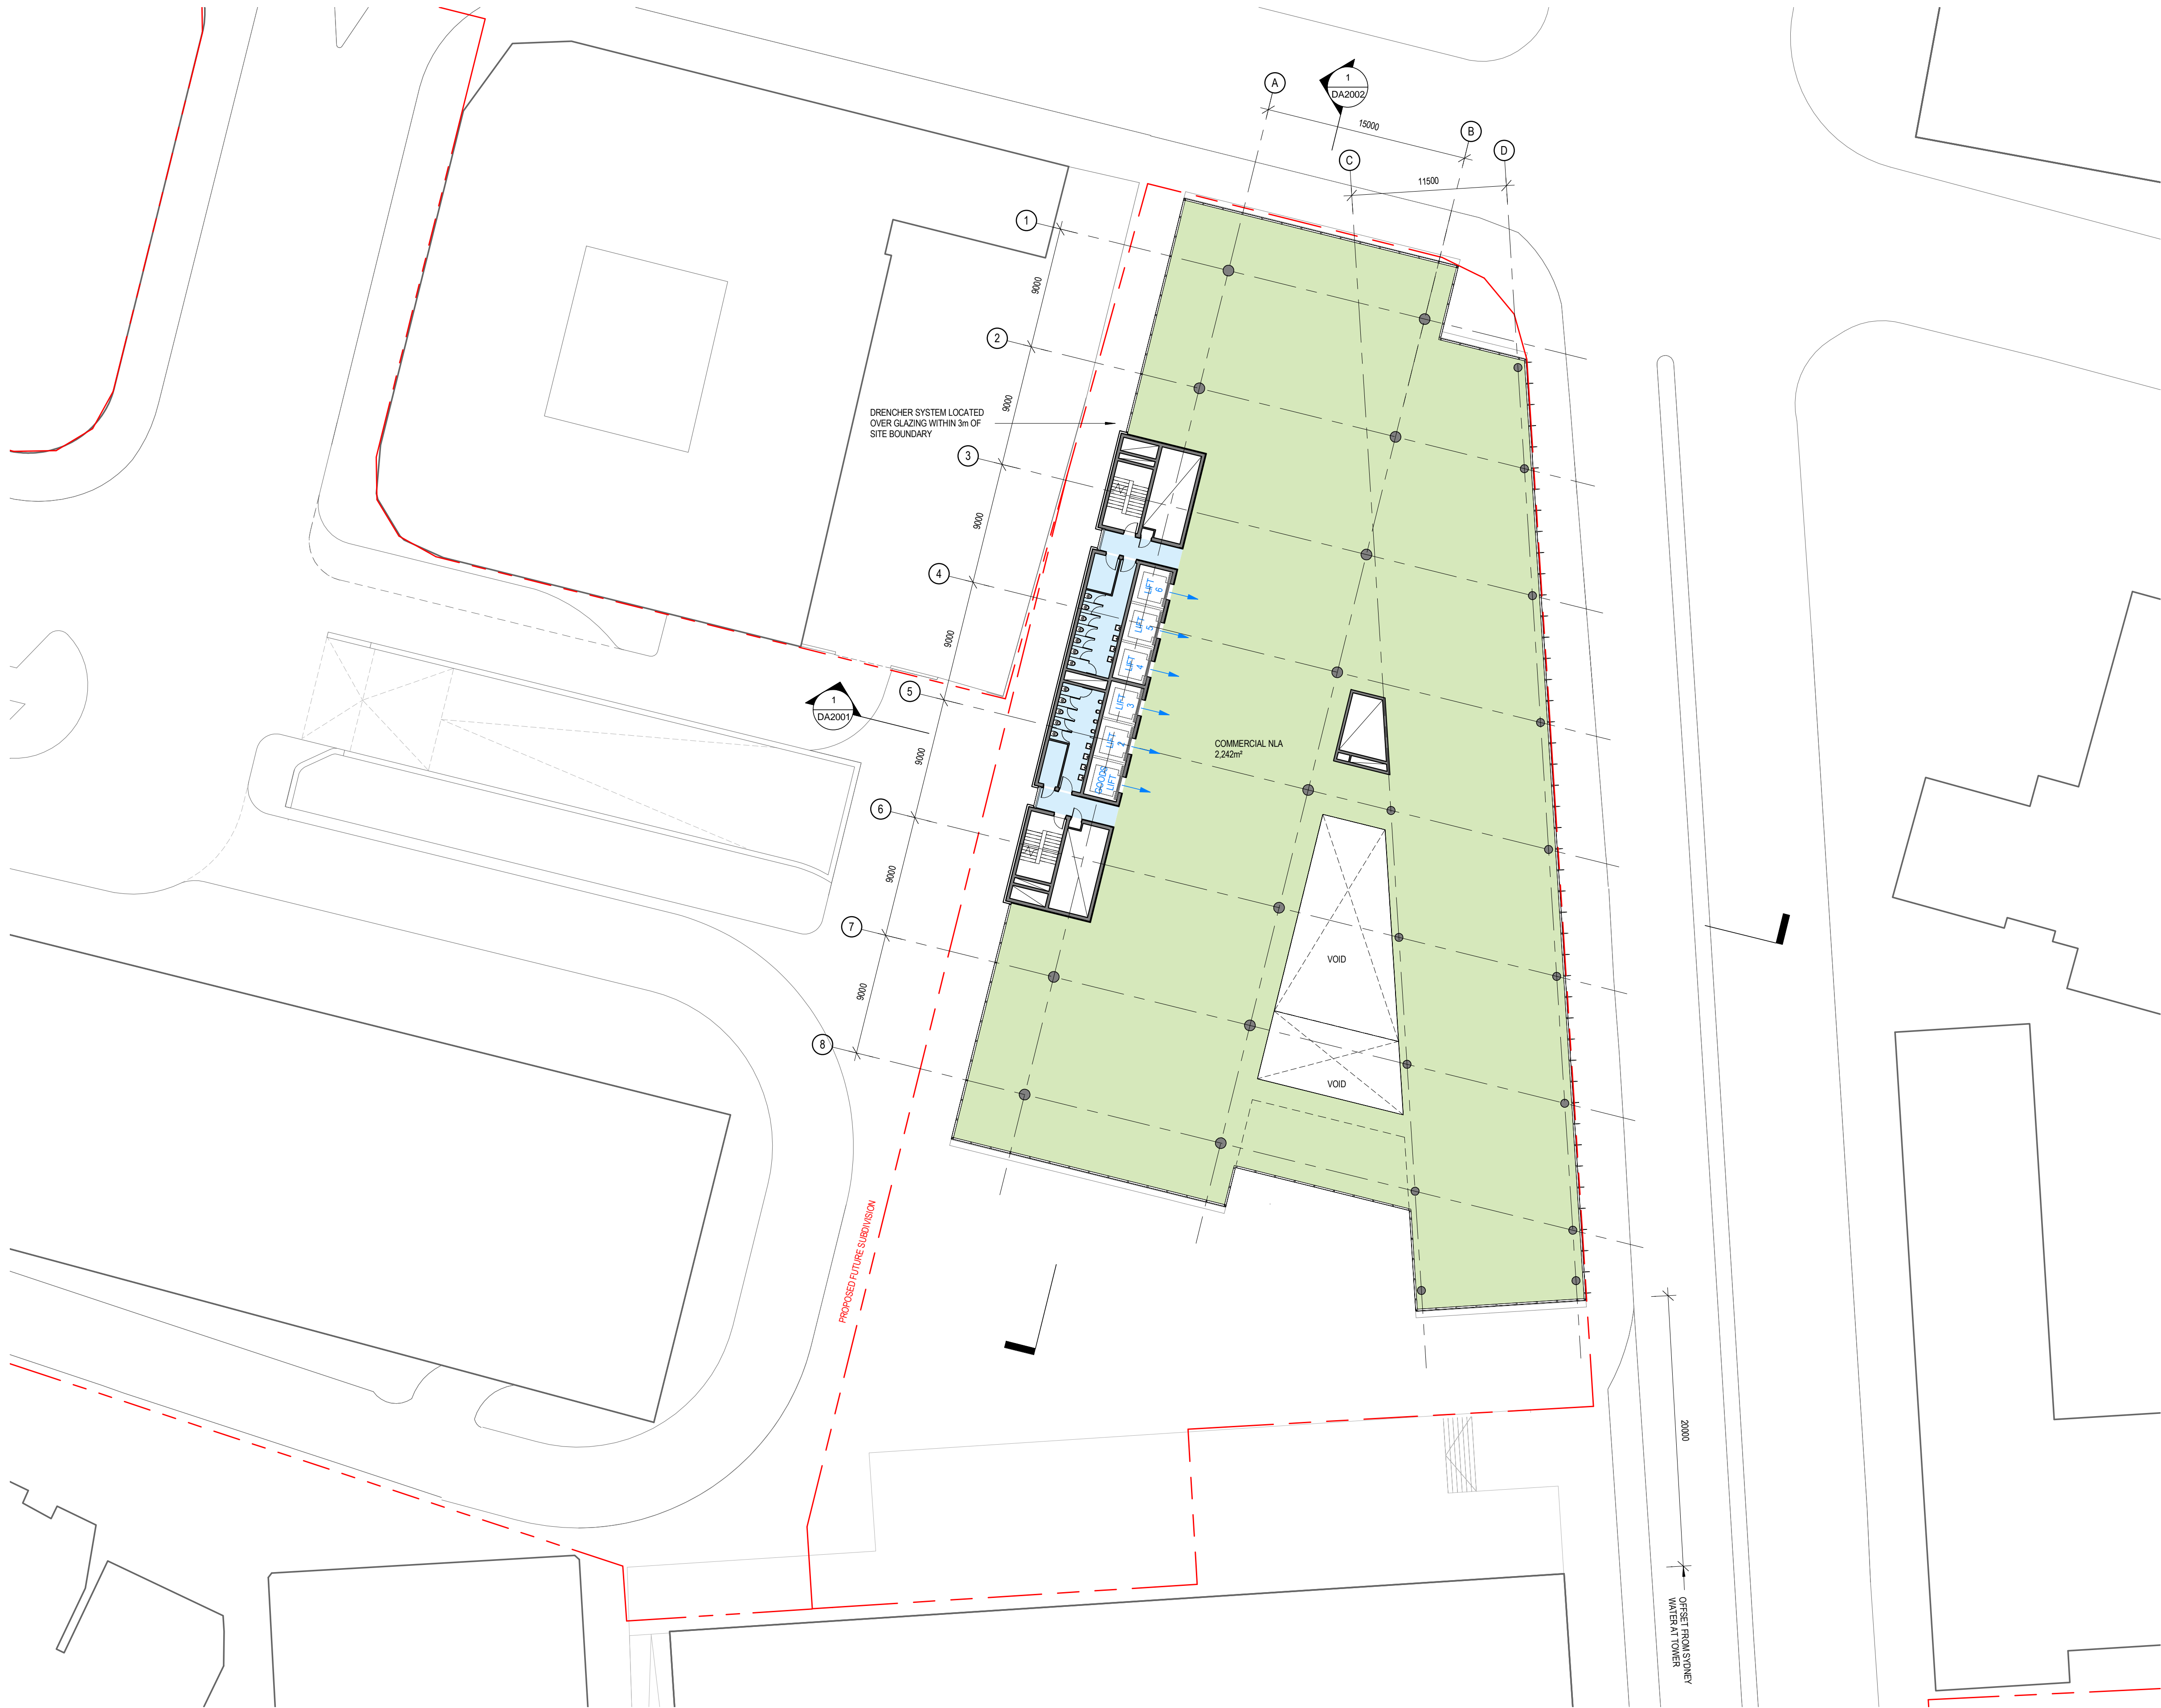 A
1
DA2002
15000
B
C
D
11500
1
9000
2
9000
DRENCHER SYSTEM LOCATED
OVER GLAZING WITHIN 3m OF
SITE BOUNDARY
3
9000
4
9000
LIFT
6
LIFT
5
LIFT
4
5
1
DA2001
LIFT
3
LIFT
2
GOODS
LIFT
COMMERCIAL NLA
2,242m²
9000
6
9000
7
VOID
9000
8
VOID
PROPOSED FUTURE SUBDIVISION
20000
OFFSET FROM SYDNEY
WATER AT TOWER